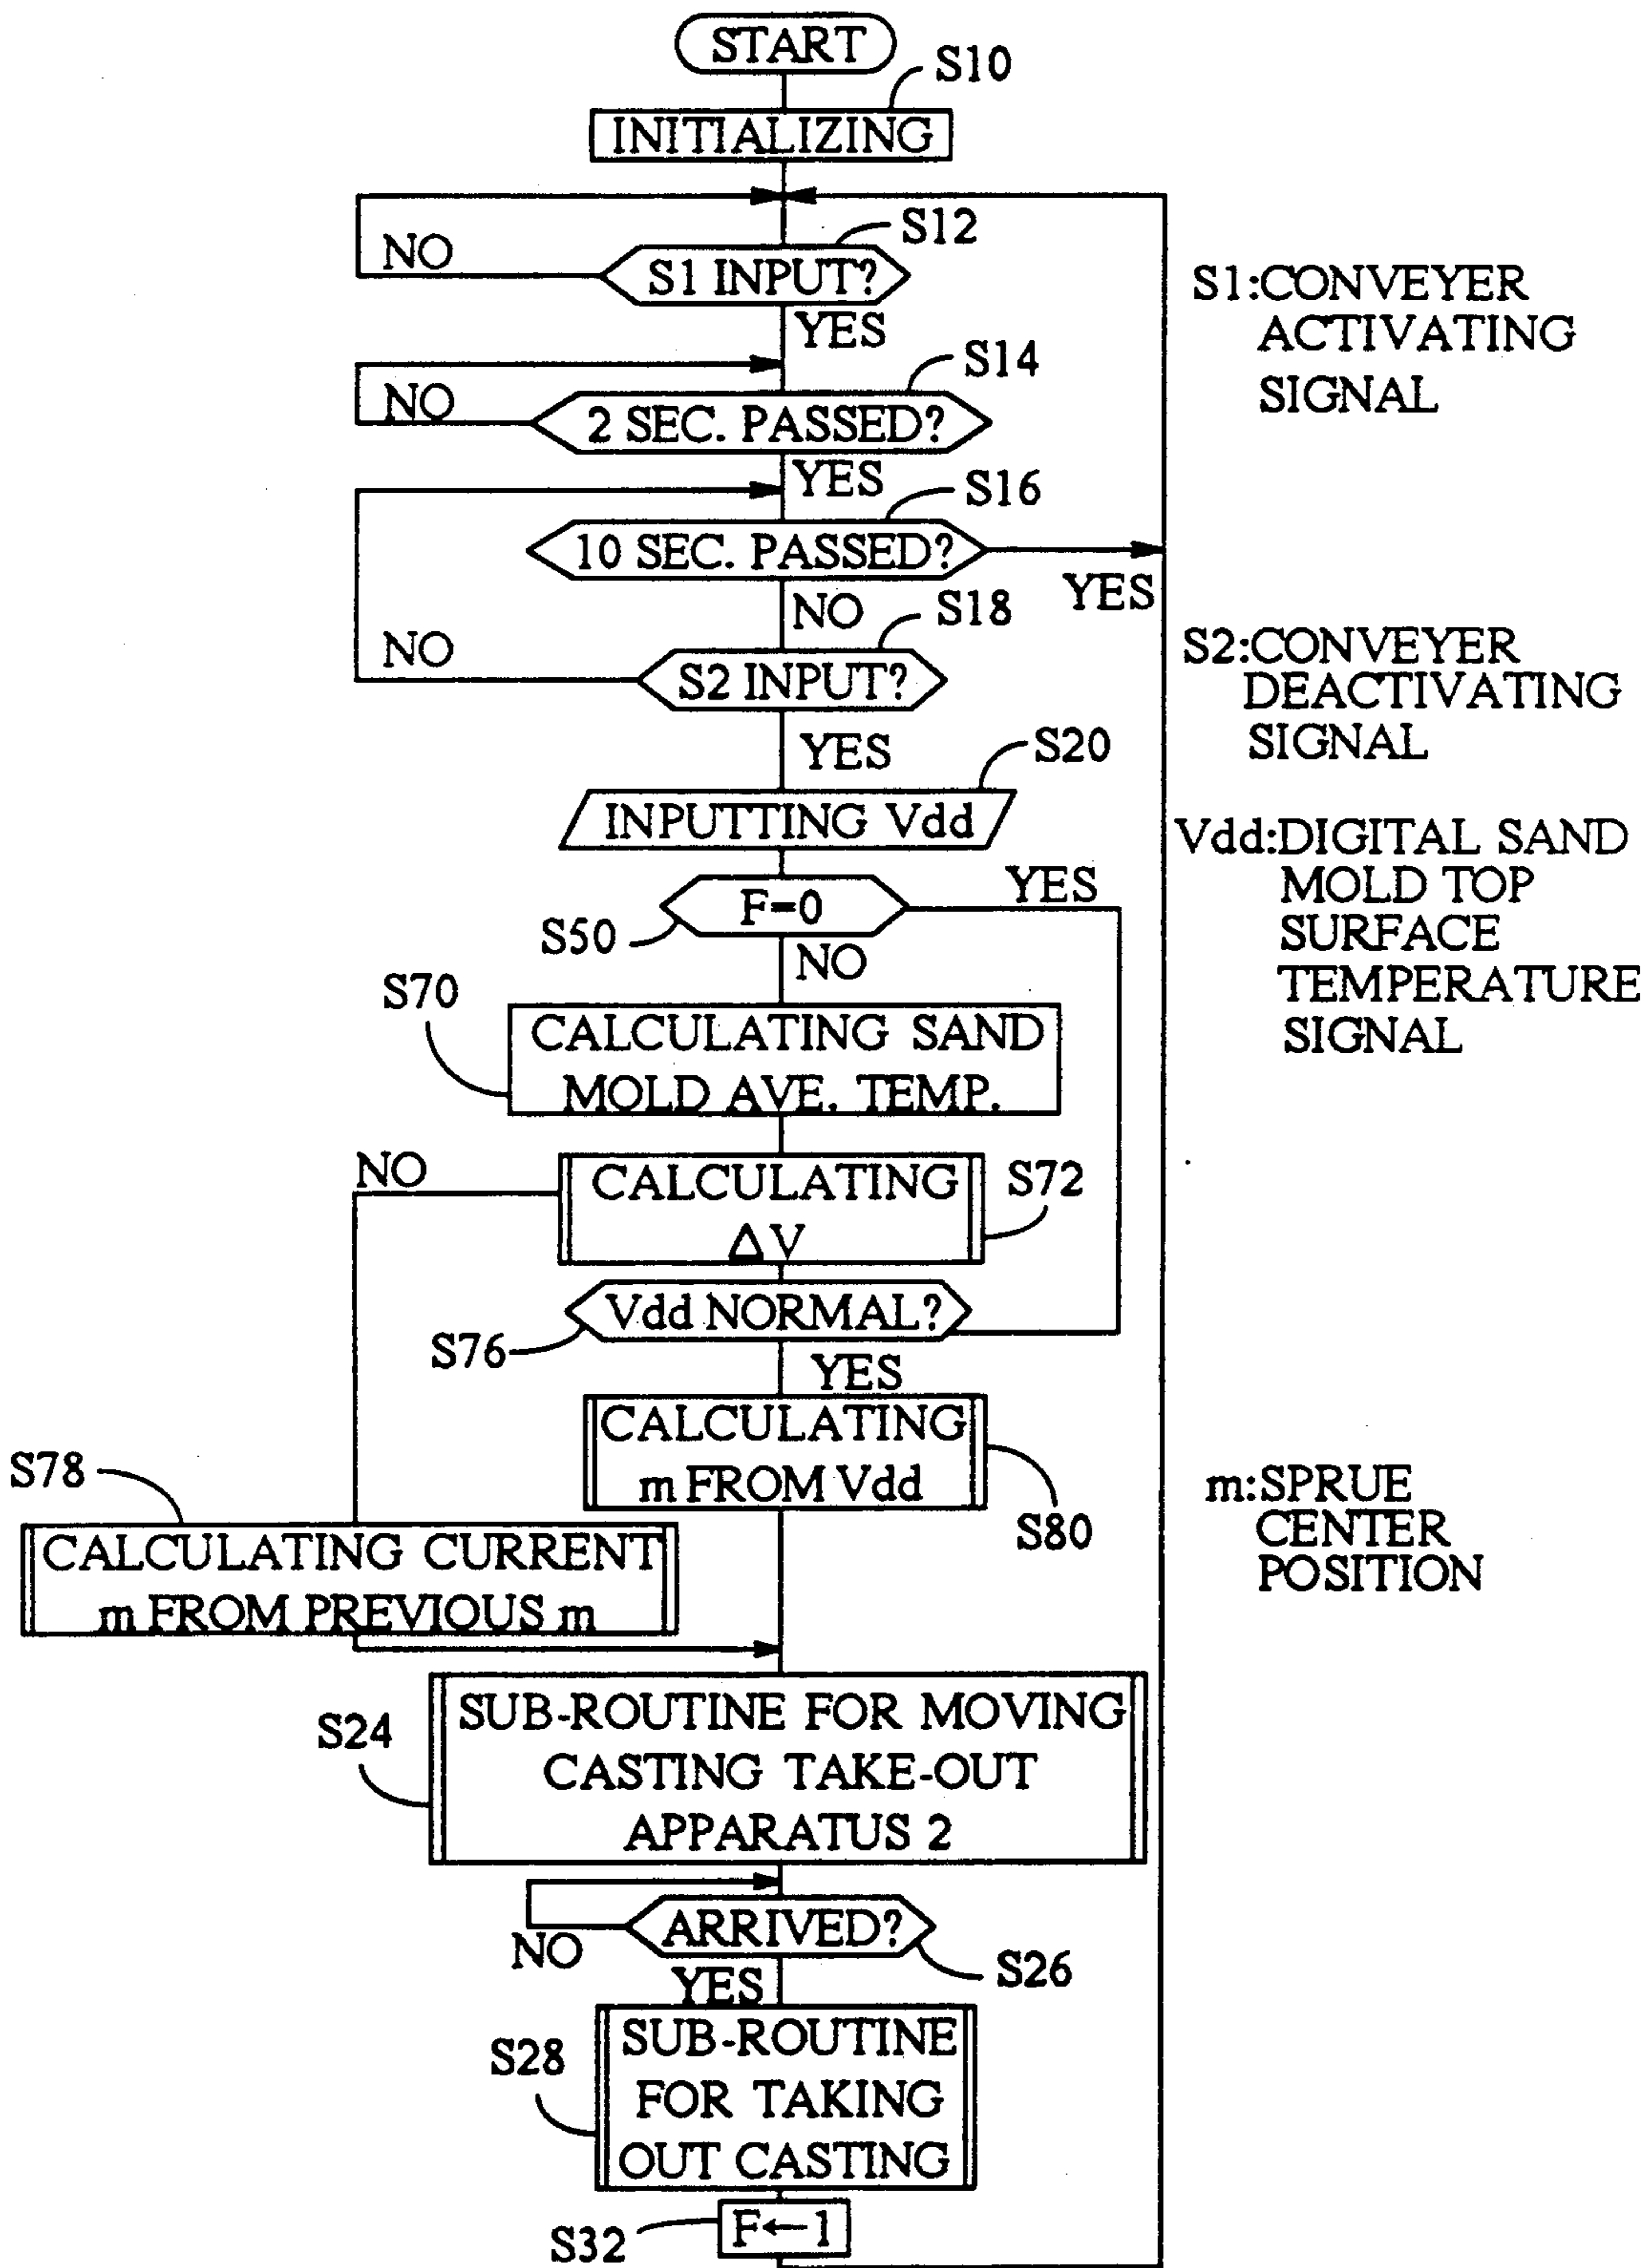 START
S10
INITIALIZING
S12
NO
S1 INPUT?
YES
S1:CONVEYER
ACTIVATING
SIGNAL
S14
NO
2 SEC. PASSED?
YES
S16
10 SEC. PASSED?
YES
NO
S18
NO
S2 INPUT?
S2:CONVEYER
DEACTIVATING
SIGNAL
YES
S20
INPUTTING Vdd
Vdd:DIGITAL SAND
MOLD TOP
SURFACE
TEMPERATURE
SIGNAL
F=0
YES
S50
NO
S70
CALCULATING SAND
MOLD AVE. TEMP.
NO
CALCULATING
ΔV
S72
Vdd NORMAL?
S76
YES
CALCULATING
m FROM Vdd
S80
S78
CALCULATING CURRENT
m FROM PREVIOUS m
m:SPRUE
CENTER
POSITION
S24
SUB-ROUTINE FOR MOVING
CASTING TAKE-OUT
APPARATUS 2
ARRIVED?
NO
S26
YES
S28
SUB-ROUTINE
FOR TAKING
OUT CASTING
S32
F←1